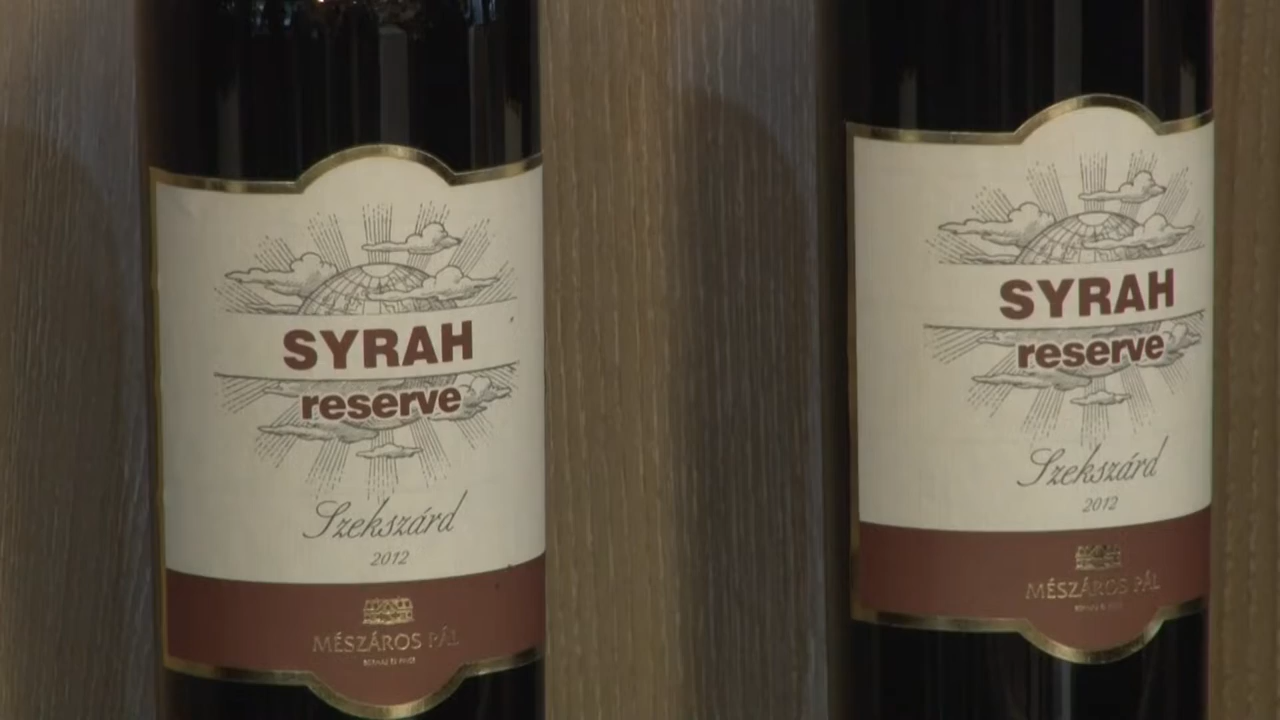 SYRAH
reserve
Szekszárd
2012
MÉSZÁROS PÁL
SYRAH
reserve
Szekszárd
2012
MÉSZÁROS PÁL